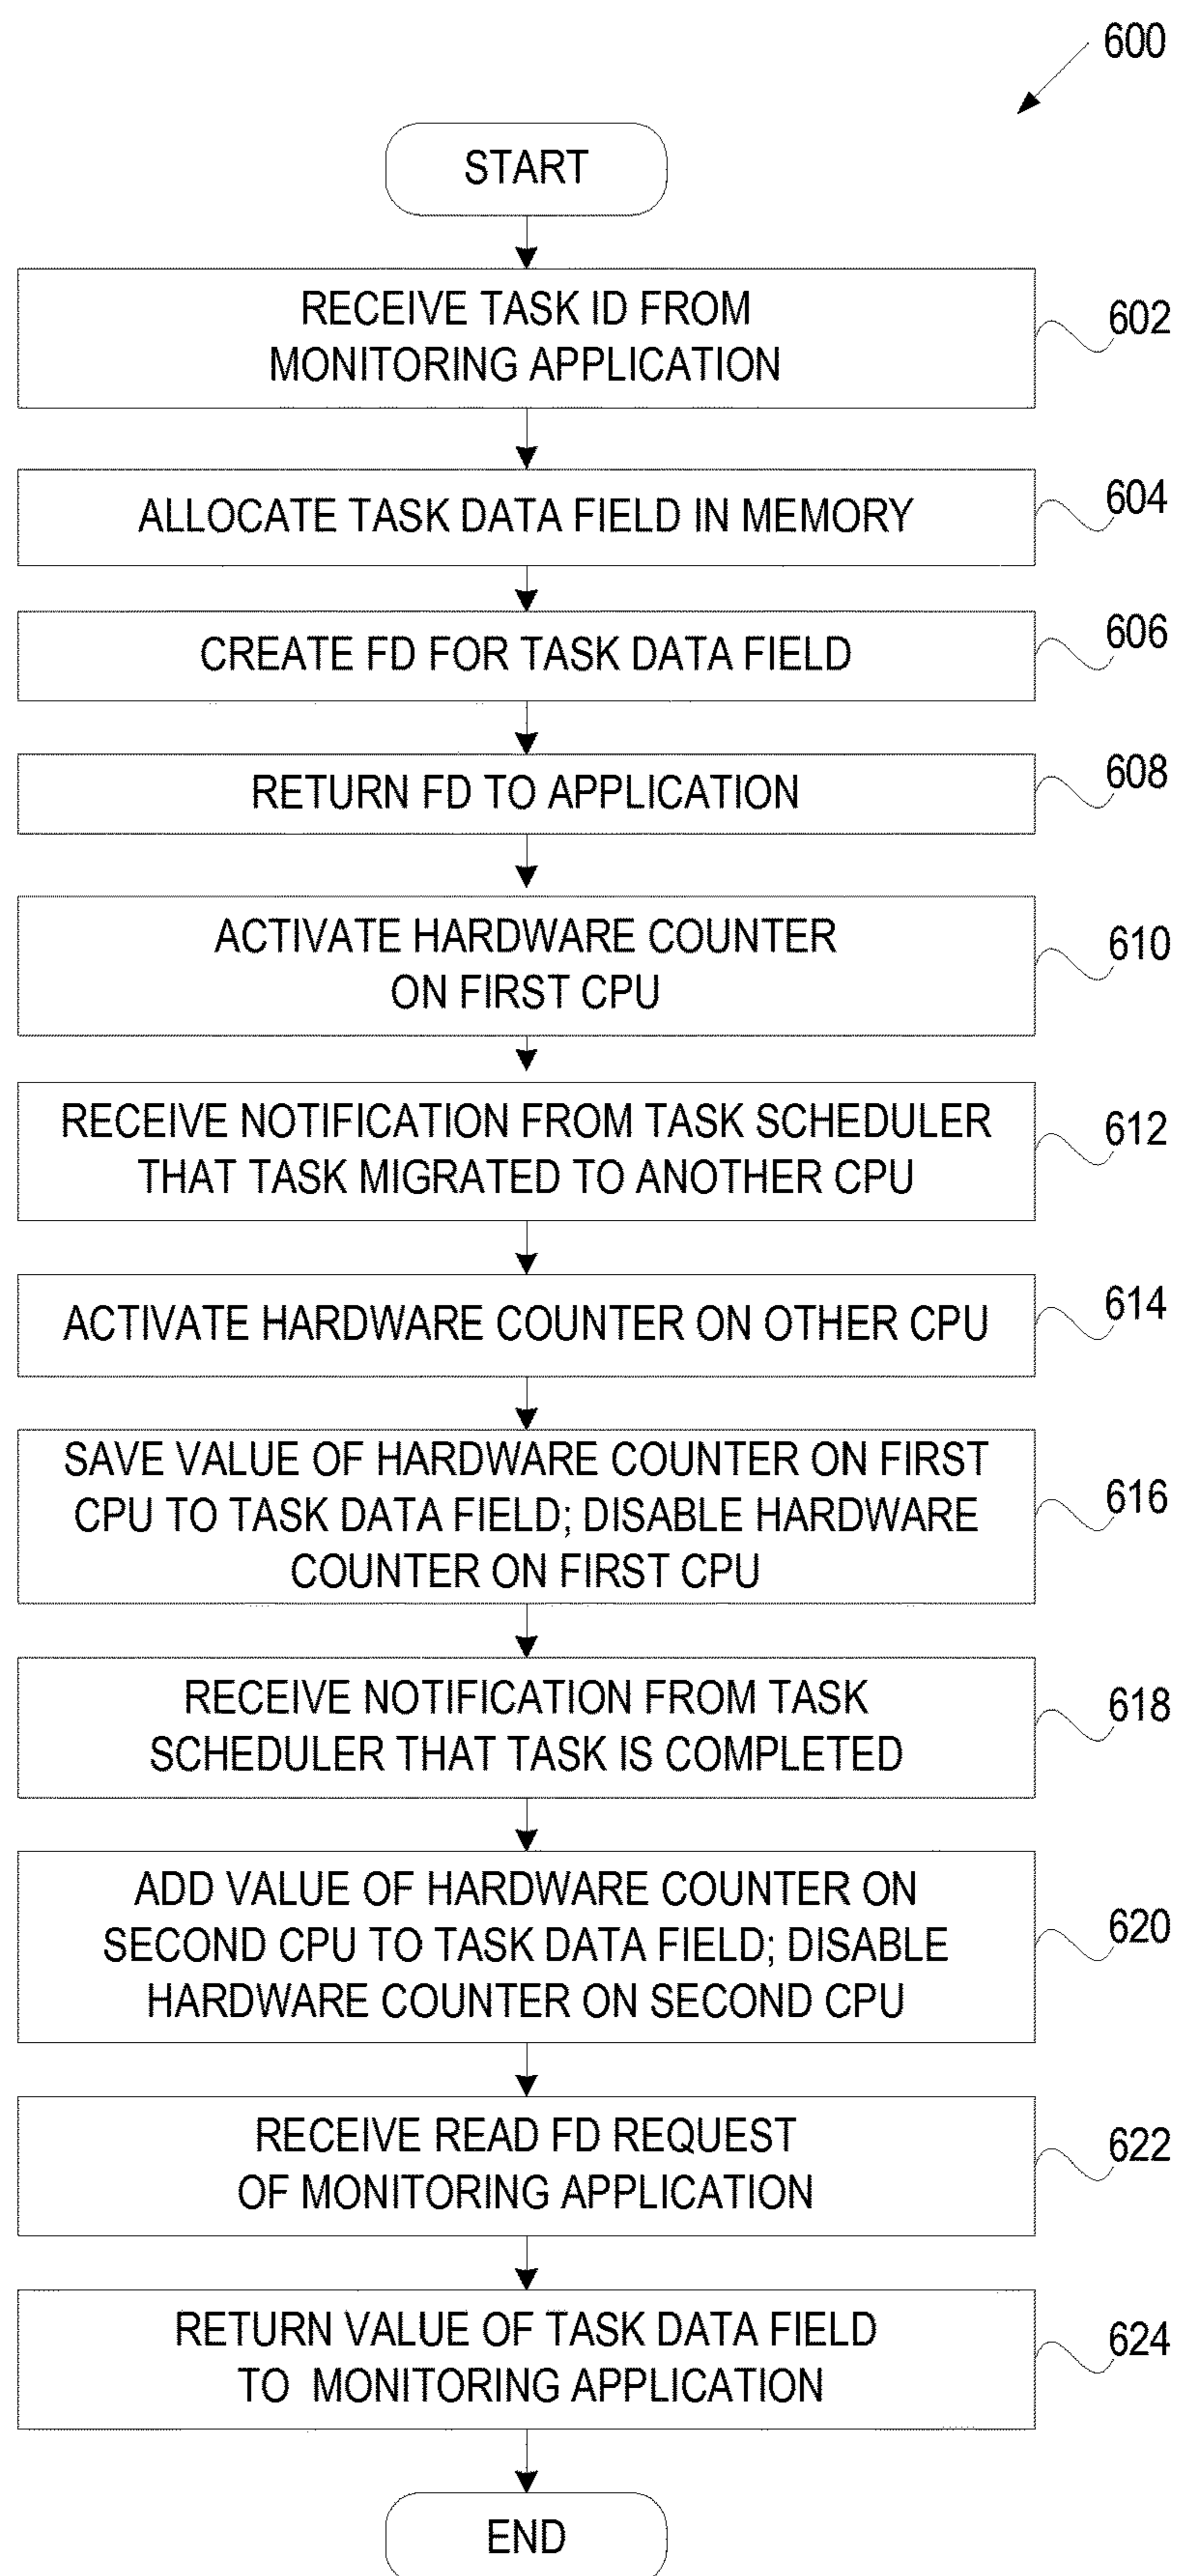 600
START
RECEIVE TASK ID FROM
MONITORING APPLICATION
602
ALLOCATE TASK DATA FIELD IN MEMORY
604
CREATE FD FOR TASK DATA FIELD
606
RETURN FD TO APPLICATION
608
ACTIVATE HARDWARE COUNTER
ON FIRST CPU
610
RECEIVE NOTIFICATION FROM TASK SCHEDULER
THAT TASK MIGRATED TO ANOTHER CPU
612
ACTIVATE HARDWARE COUNTER ON OTHER CPU
614
SAVE VALUE OF HARDWARE COUNTER ON FIRST
CPU TO TASK DATA FIELD; DISABLE HARDWARE
COUNTER ON FIRST CPU
616
RECEIVE NOTIFICATION FROM TASK
SCHEDULER THAT TASK IS COMPLETED
618
ADD VALUE OF HARDWARE COUNTER ON
SECOND CPU TO TASK DATA FIELD; DISABLE
HARDWARE COUNTER ON SECOND CPU
620
RECEIVE READ FD REQUEST
OF MONITORING APPLICATION
622
RETURN VALUE OF TASK DATA FIELD
TO MONITORING APPLICATION
624
END